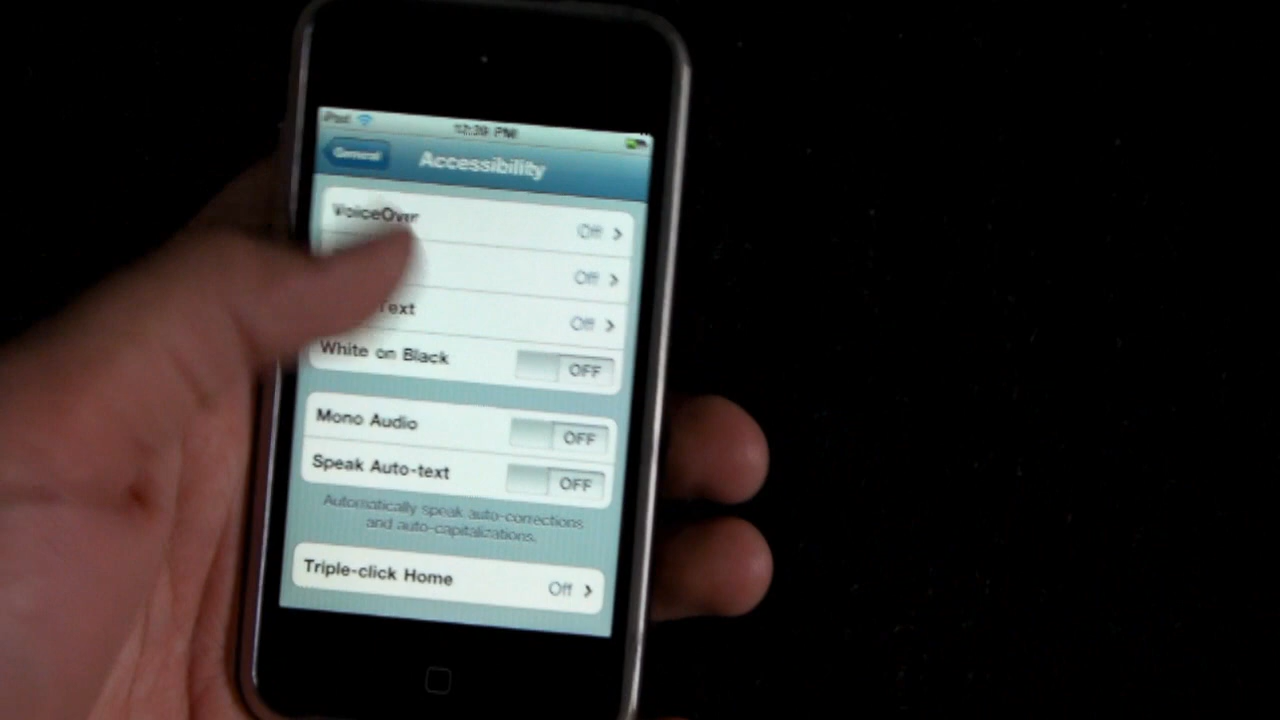 iPod 12:39 PM
General Accessibility
VoiceOver Off
Off
Text Off
White on Black OFF
Mono Audio OFF
Speak Auto-text OFF
Automatically speak auto-corrections
and auto-capitalizations.
Triple-click Home Off